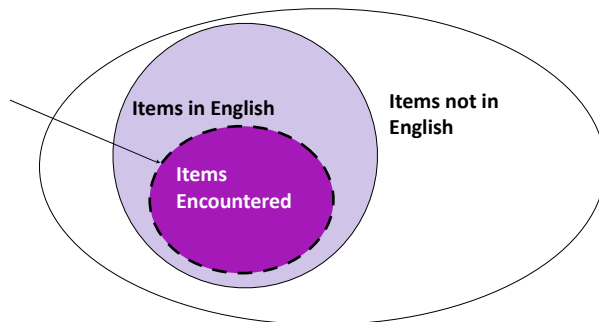 Items in English
Items not in
English
Items
Encountered